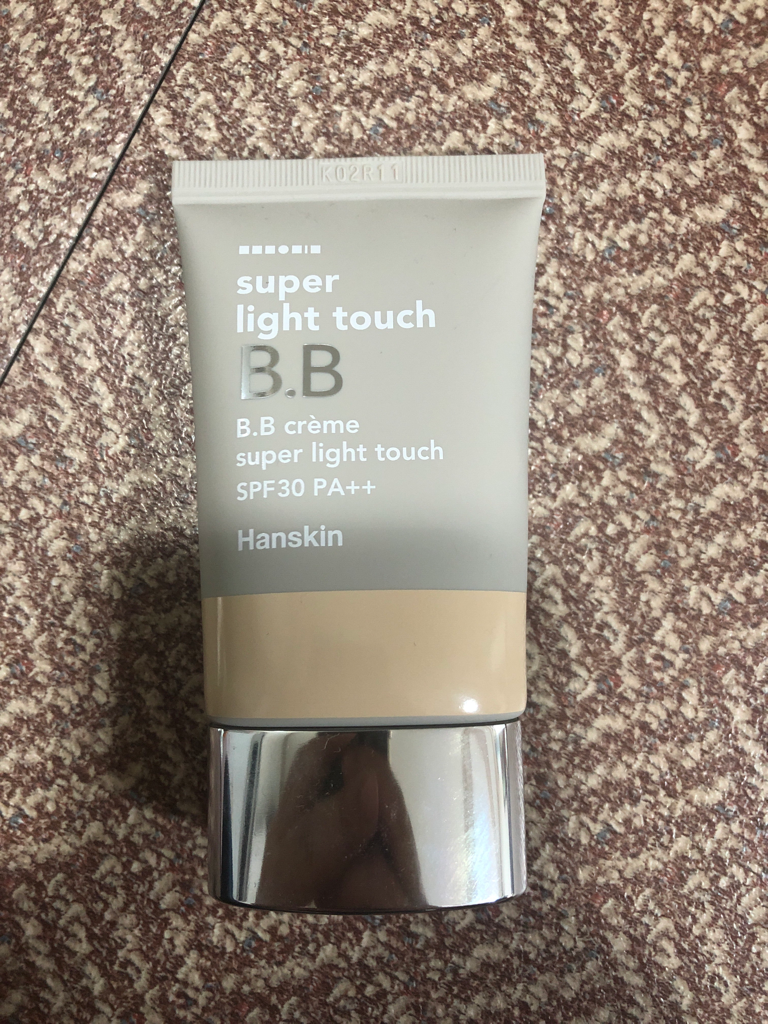 K02R11
super
light touch
B.B
B.B crème
super light touch
SPF30 PA++
Hanskin